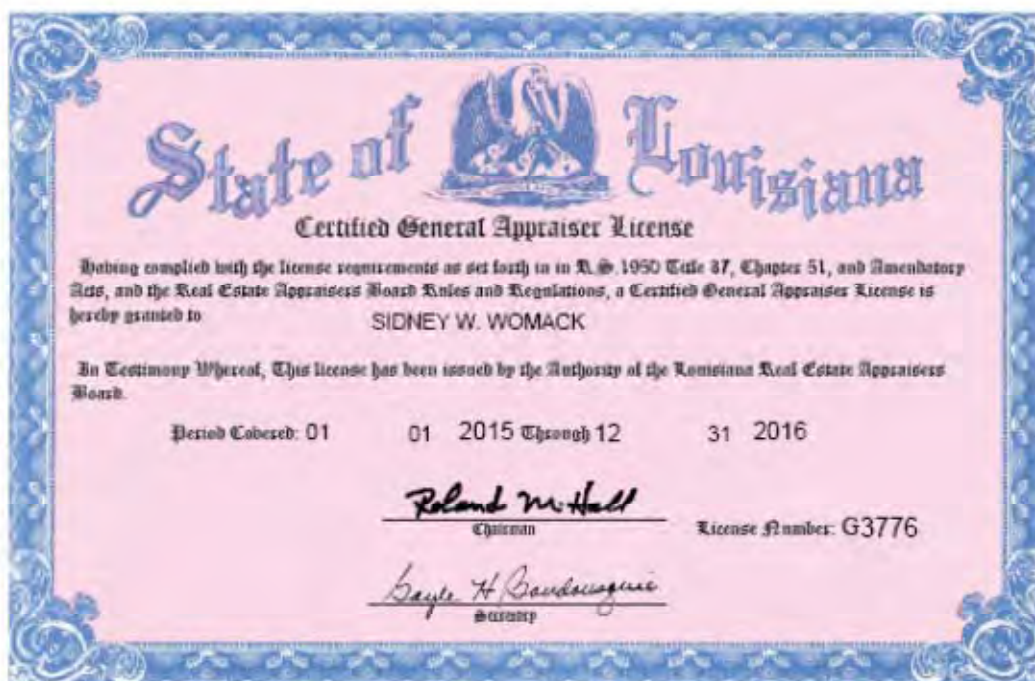 State of Louisiana
Certified General Appraiser License
Having complied with the license requirements as set forth in in R.S. 1950 Title 37, Chapter 51, and Amendatory
Acts, and the Real Estate Appraisers Board Rules and Regulations, a Certified General Appraiser License is
hereby granted to SIDNEY W. WOMACK
In Testimony Whereof, This license has been issued by the Authority of the Louisiana Real Estate Appraisers
Board.
Period Covered: 01 01 2015 Through 12 31 2016
Roland M. Hall
Chairman
License Number: G3776
Gayle H Boudousquie
Secretary